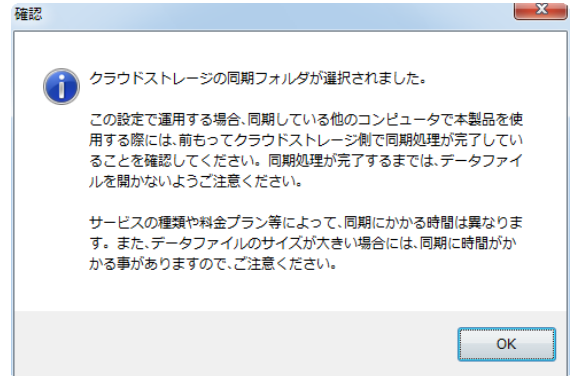 確認
クラウドストレージの同期フォルダが選択されました。
この設定で運用する場合、同期している他のコンピュータで本製品を使
用する際には、前もってクラウドストレージ側で同期処理が完了してい
ることを確認してください。同期処理が完了するまでは、データファイ
ルを開かないようご注意ください。
サービスの種類や料金プラン等によって、同期にかかる時間は異なりま
す。また、データファイルのサイズが大きい場合には、同期に時間がか
かる事がありますので、ご注意ください。
OK